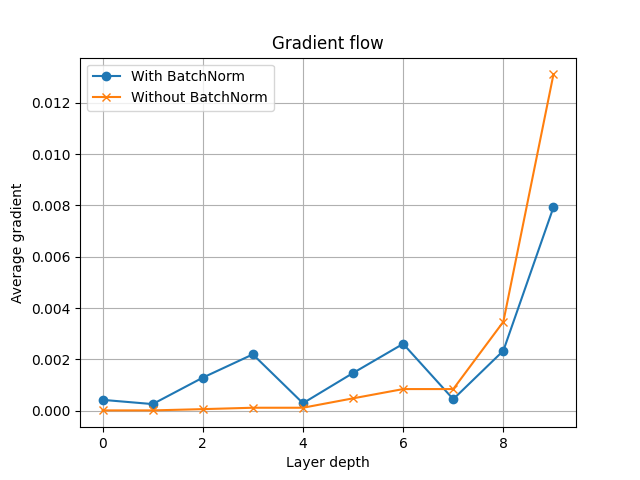 Gradient flow
With BatchNorm
Without BatchNorm
0.012
0.010
0.008
0.006
0.004
0.002
0.000
Average gradient
0 2 4 6 8
Layer depth